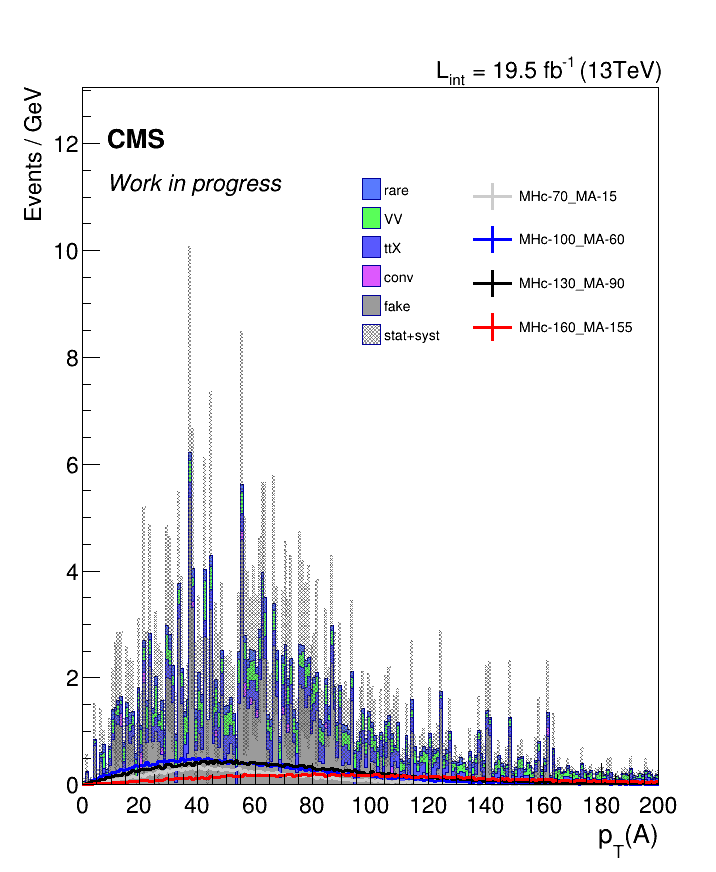 L_int = 19.5 fb^-1 (13TeV)
Events / GeV
CMS
Work in progress
rare
VV
ttX
conv
fake
stat+syst
MHc-70_MA-15
MHc-100_MA-60
MHc-130_MA-90
MHc-160_MA-155
12
10
8
6
4
2
0
0 20 40 60 80 100 120 140 160 180 200
p_T(A)